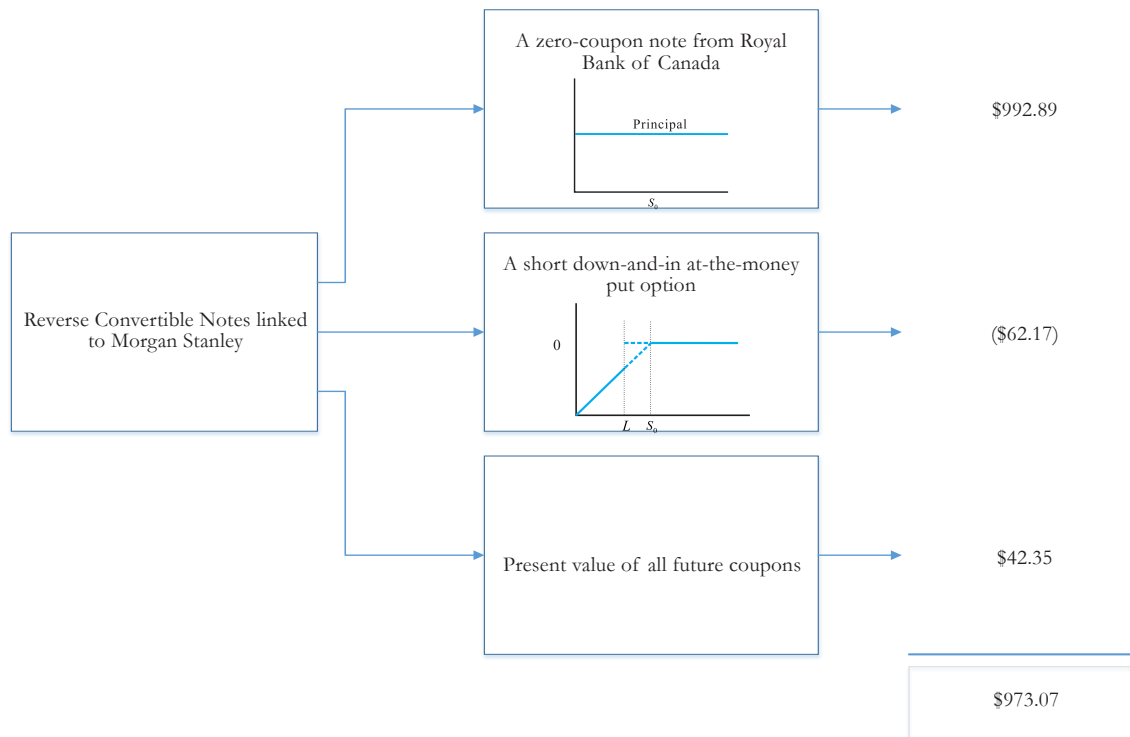 A zero-coupon note from Royal
Bank of Canada
Principal
S₀
$992.89
Reverse Convertible Notes linked
to Morgan Stanley
A short down-and-in at-the-money
put option
0
L S₀
($62.17)
Present value of all future coupons
$42.35
$973.07